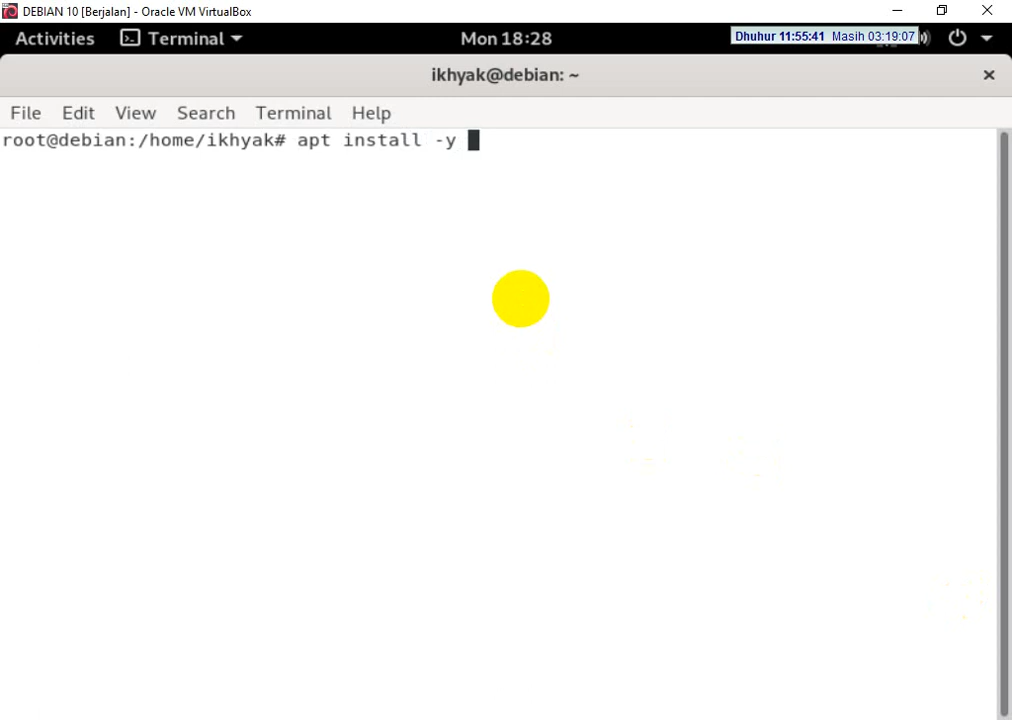 DEBIAN 10 [Berjalan] - Oracle VM VirtualBox
Activities Terminal Mon 18:28 Dhuhur 11:55:41 Masih 03:19:07
ikhyak@debian: ~
File Edit View Search Terminal Help
root@debian:/home/ikhyak# apt install -y